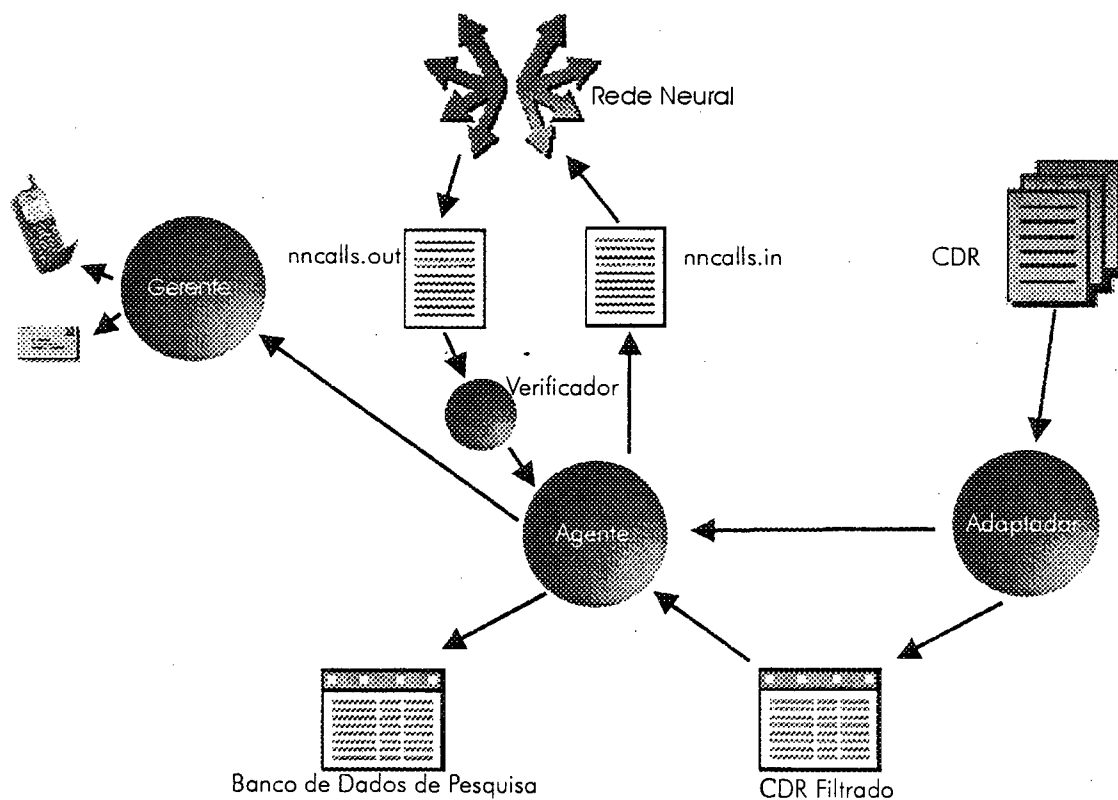 Rede Neural
nncalls.out
nncalls.in
CDR
Gerente
Verificador
Agente
Adaptador
Banco de Dados de Pesquisa
CDR Filtrado